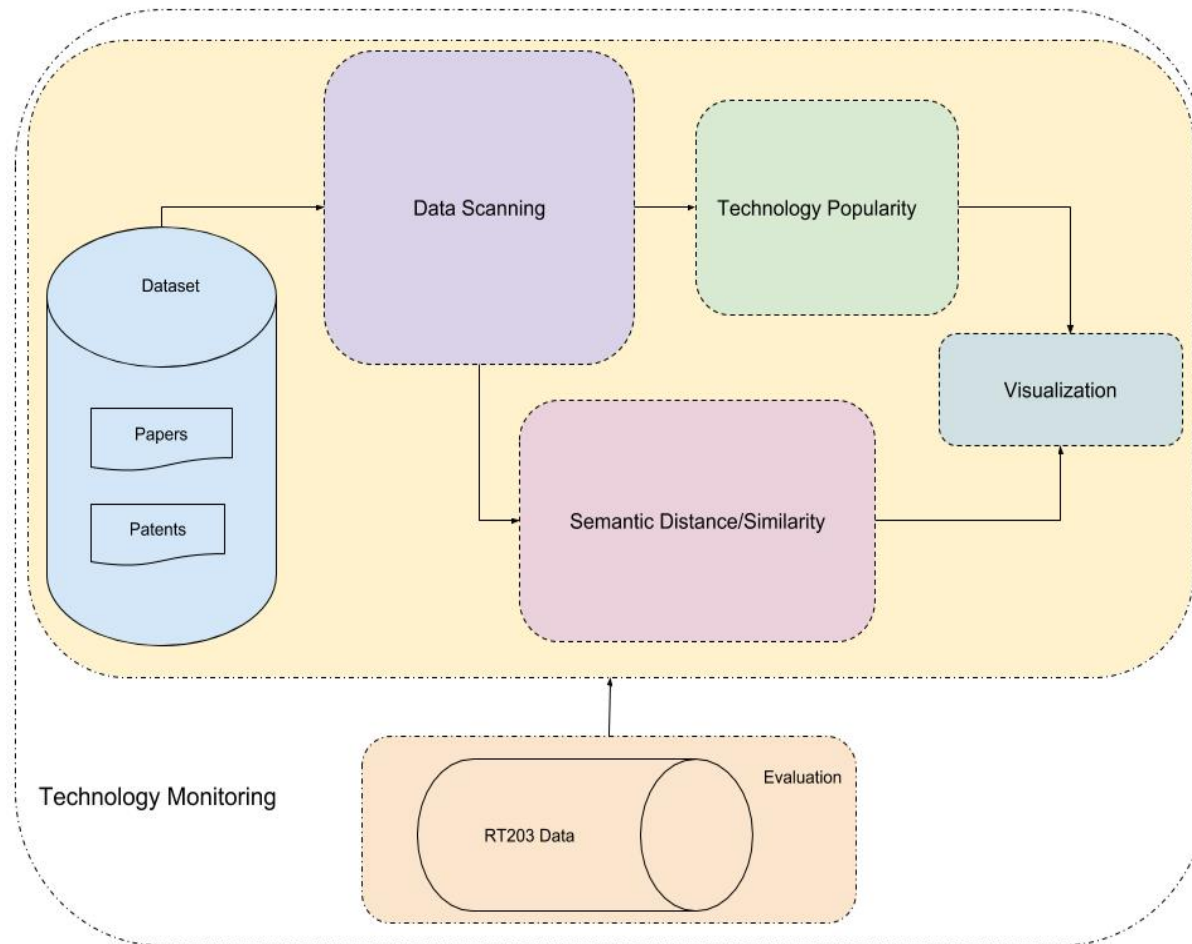 Data Scanning
Technology Popularity
Dataset
Papers
Patents
Visualization
Semantic Distance/Similarity
Technology Monitoring
Evaluation
RT203 Data